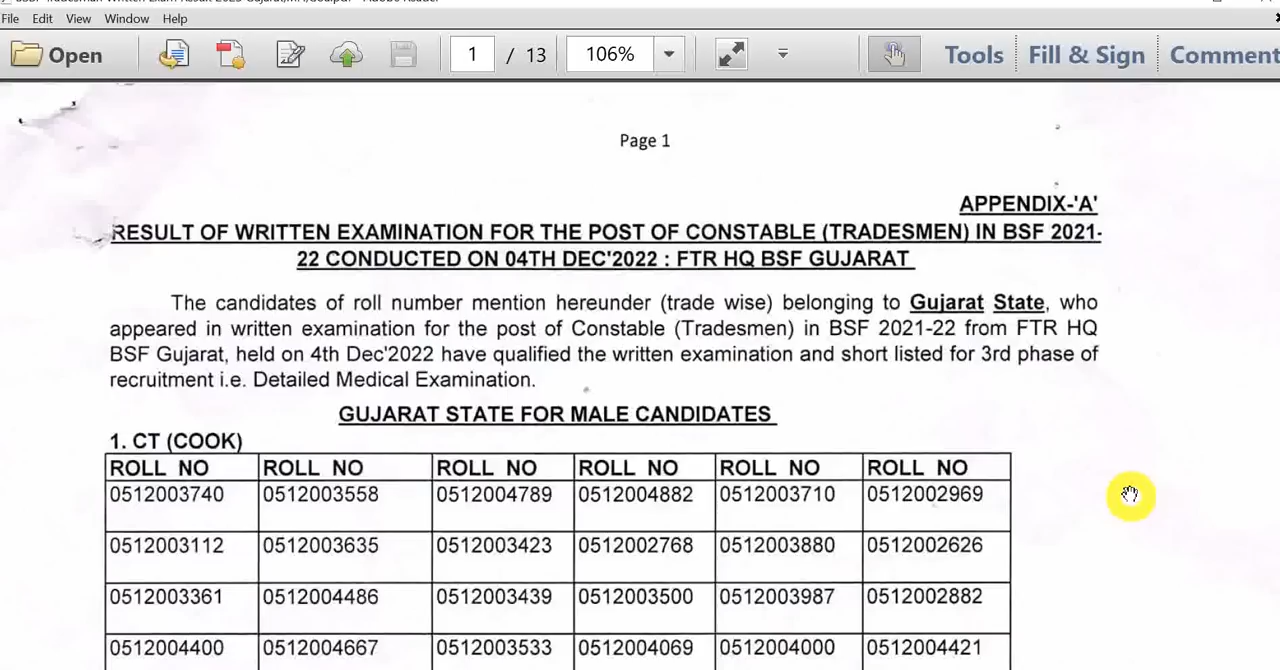 File Edit View Window Help
Open 1 / 13 106% Tools Fill & Sign Comment
Page 1
APPENDIX-'A'
RESULT OF WRITTEN EXAMINATION FOR THE POST OF CONSTABLE (TRADESMEN) IN BSF 2021-
22 CONDUCTED ON 04TH DEC'2022 : FTR HQ BSF GUJARAT
The candidates of roll number mention hereunder (trade wise) belonging to Gujarat State, who
appeared in written examination for the post of Constable (Tradesmen) in BSF 2021-22 from FTR HQ
BSF Gujarat, held on 4th Dec'2022 have qualified the written examination and short listed for 3rd phase of
recruitment i.e. Detailed Medical Examination.
GUJARAT STATE FOR MALE CANDIDATES
1. CT (COOK)
ROLL NO ROLL NO ROLL NO ROLL NO ROLL NO ROLL NO
0512003740 0512003558 0512004789 0512004882 0512003710 0512002969
0512003112 0512003635 0512003423 0512002768 0512003880 0512002626
0512003361 0512004486 0512003439 0512003500 0512003987 0512002882
0512004400 0512004667 0512003533 0512004069 0512004000 0512004421